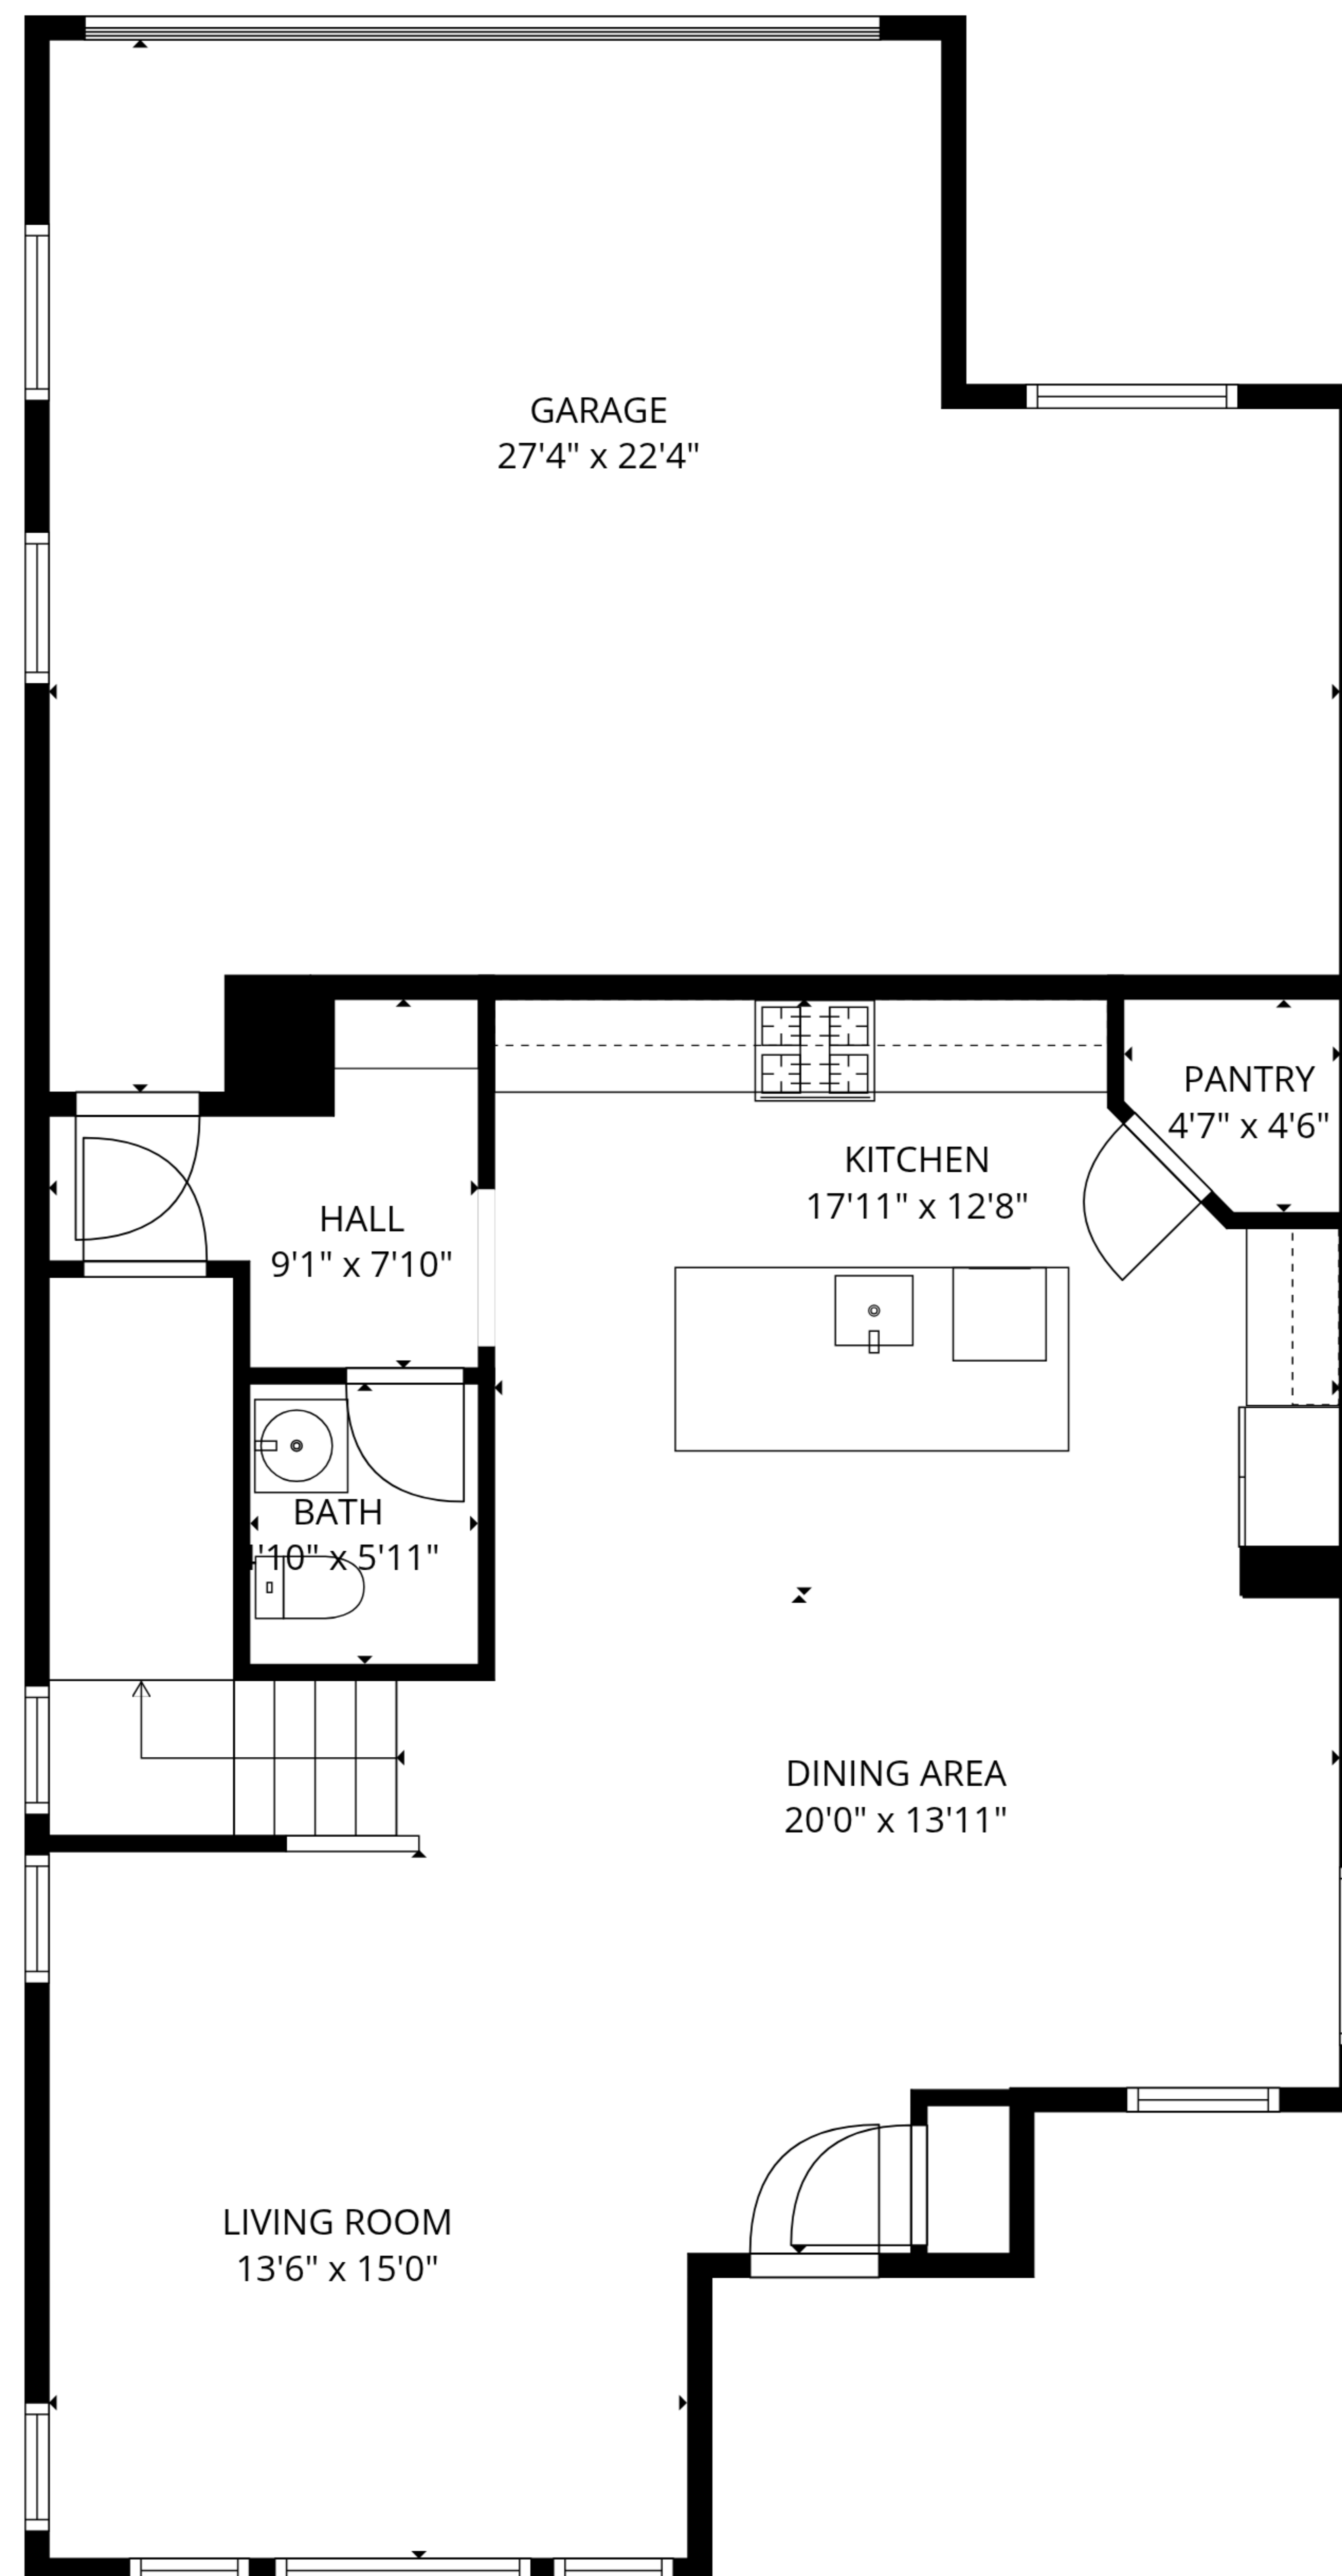 GARAGE
27'4" x 22'4"
PANTRY
4'7" x 4'6"
KITCHEN
17'11" x 12'8"
HALL
9'1" x 7'10"
BATH
4'10" x 5'11"
DINING AREA
20'0" x 13'11"
LIVING ROOM
13'6" x 15'0"